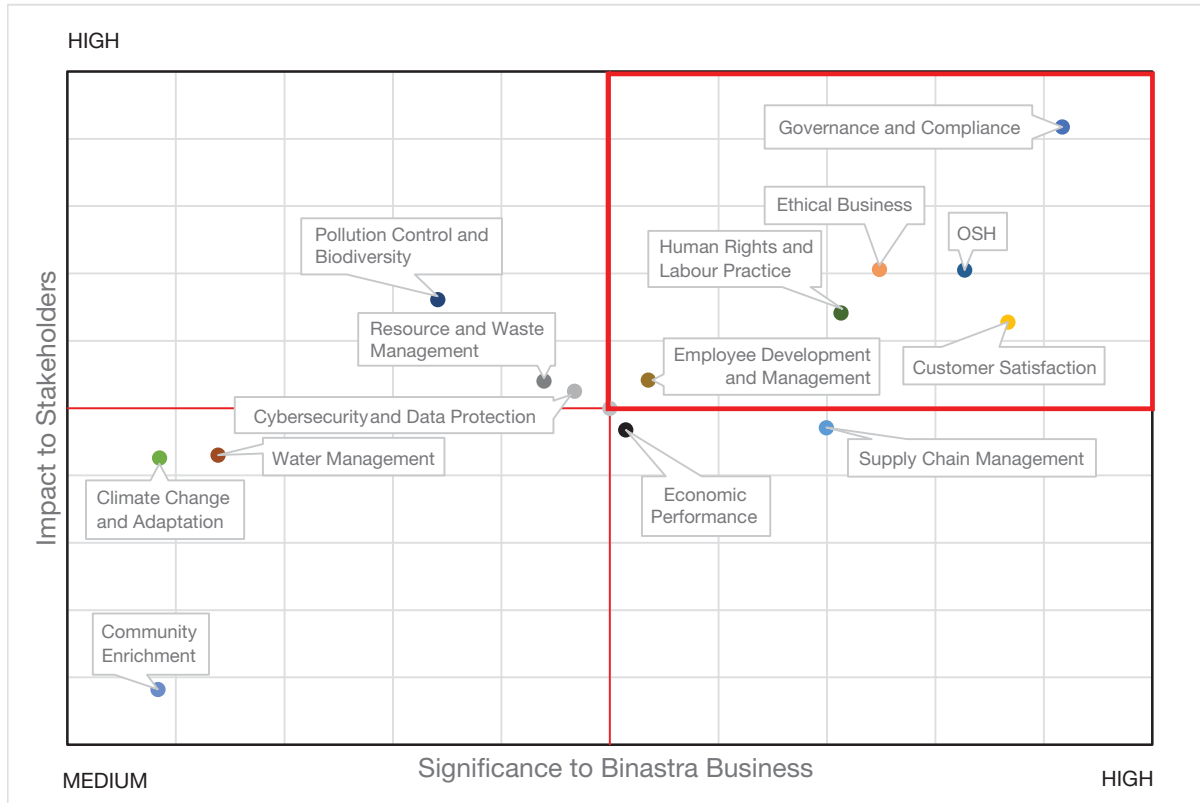 HIGH
Governance and Compliance
Ethical Business
OSH
Pollution Control and
Biodiversity
Human Rights and
Labour Practice
Resource and Waste
Management
Employee Development
and Management
Customer Satisfaction
Cybersecurity and Data Protection
Water Management
Supply Chain Management
Climate Change
and Adaptation
Economic
Performance
Community
Enrichment
Impact to Stakeholders
MEDIUM
Significance to Binastra Business
HIGH